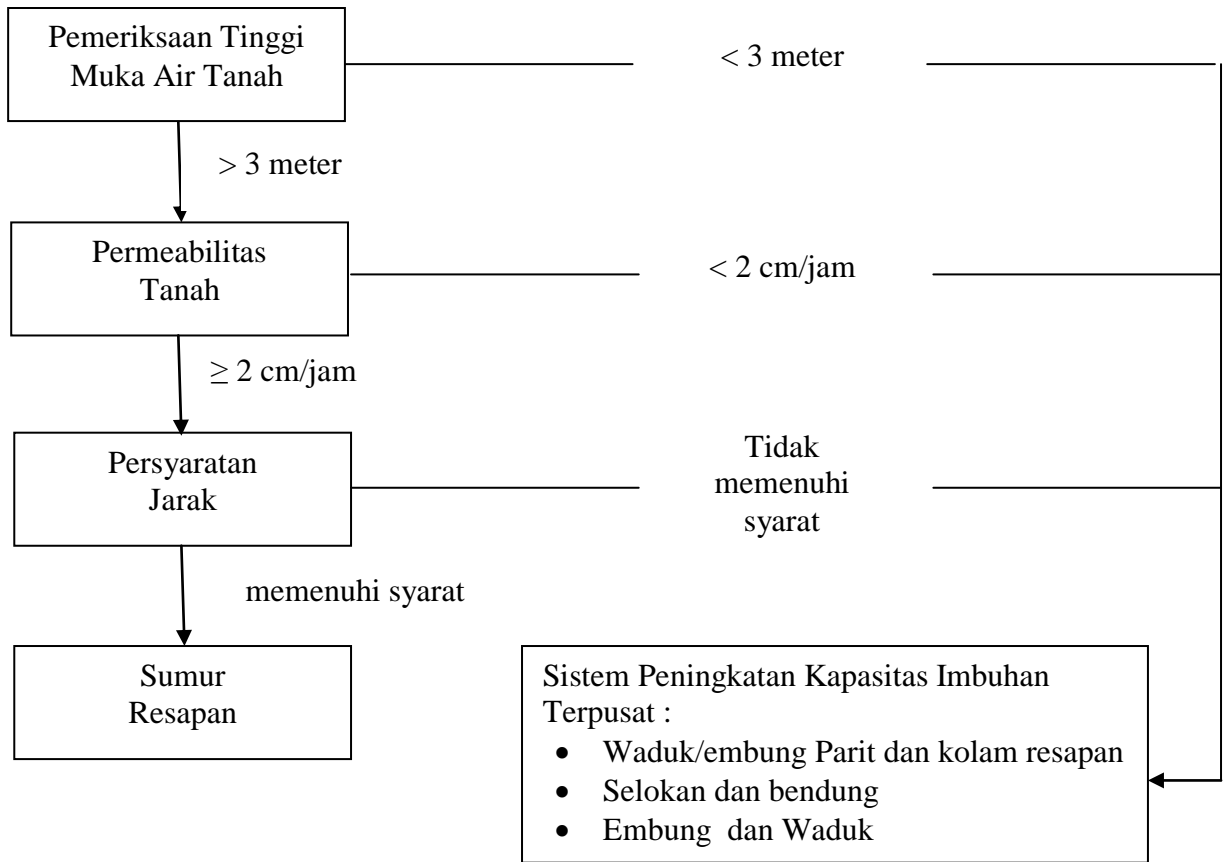 Pemeriksaan Tinggi
Muka Air Tanah
< 3 meter
> 3 meter
Permeabilitas
Tanah
< 2 cm/jam
≥ 2 cm/jam
Persyaratan
Jarak
Tidak
memenuhi
syarat
memenuhi syarat
Sumur
Resapan
Sistem Peningkatan Kapasitas Imbuhan
Terpusat :
• Waduk/embung Parit dan kolam resapan
• Selokan dan bendung
• Embung dan Waduk